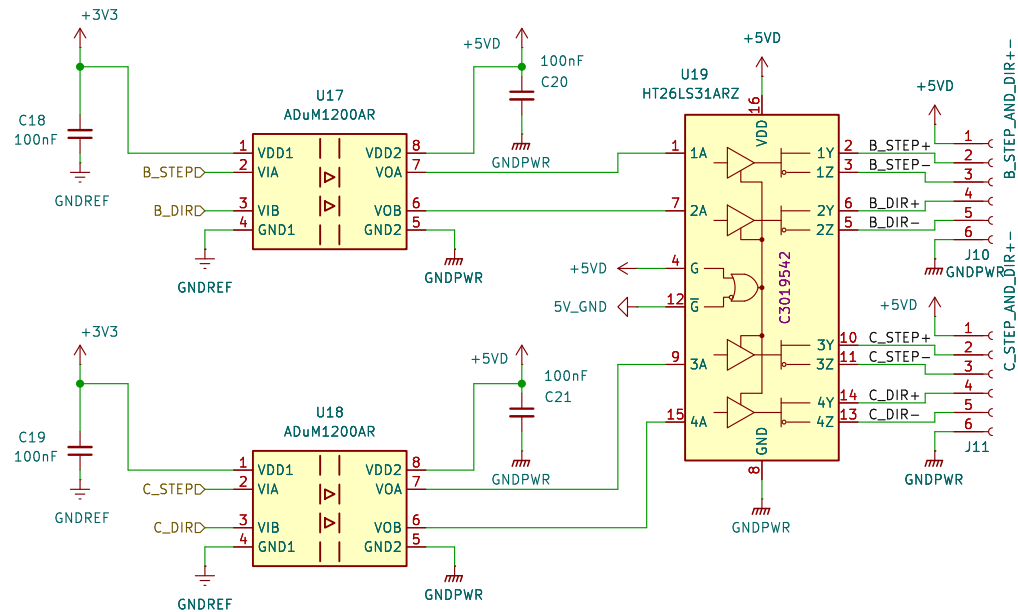 +3V3
C18
100nF
GNDREF
U17
ADuM1200AR
1 VDD1
2 VIA
3 VIB
4 GND1
VDD2 8
VOA 7
VOB 6
GND2 5
B_STEP
B_DIR
GNDREF
+5VD
100nF
C20
GNDPWR
GNDPWR
+3V3
C19
100nF
GNDREF
U18
ADuM1200AR
1 VDD1
2 VIA
3 VIB
4 GND1
VDD2 8
VOA 7
VOB 6
GND2 5
C_STEP
C_DIR
GNDREF
+5VD
100nF
C21
GNDPWR
GNDPWR
+5VD
U19
HT26LS31ARZ
16
VDD
1 1A
7 2A
+5VD 4 G
5V_GND 12 G̅
9 3A
15 4A
1Y 2
1Z 3
2Y 6
2Z 5
C3019542
3Y 10
3Z 11
4Y 14
4Z 13
GND
8
GNDPWR
B_STEP+
B_STEP-
B_DIR+
B_DIR-
C_STEP+
C_STEP-
C_DIR+
C_DIR-
+5VD
1
2
3
4
5
6
J10
B_STEP_AND_DIR+-
GNDPWR
+5VD
1
2
3
4
5
6
J11
C_STEP_AND_DIR+-
GNDPWR